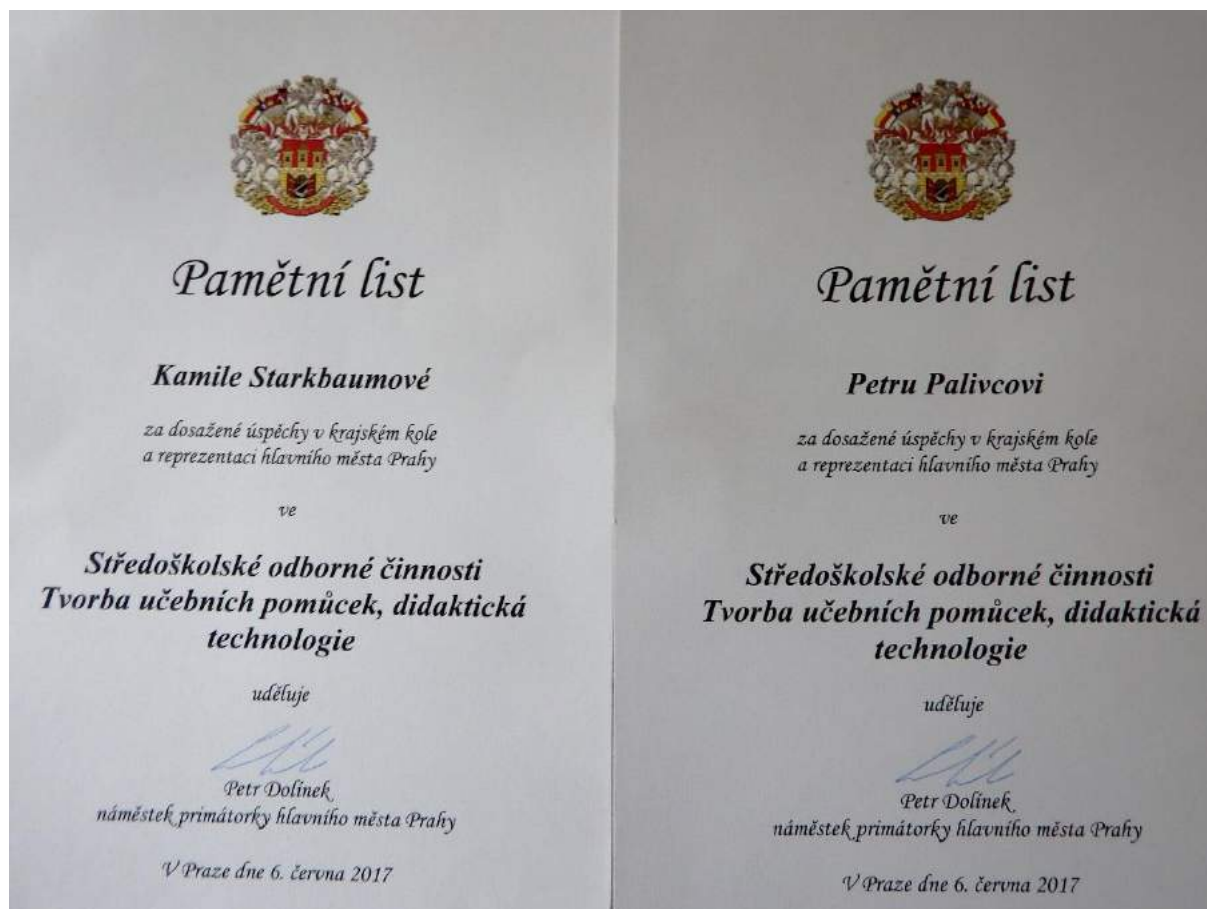 Pamětní list
Kamile Starkbaumové
za dosažené úspěchy v krajském kole
a reprezentaci hlavního města Prahy
ve
Středoškolské odborné činnosti
Tvorba učebních pomůcek, didaktická
technologie
uděluje
Petr Dolínek
náměstek primátorky hlavního města Prahy
V Praze dne 6. června 2017
Pamětní list
Petru Palivcovi
za dosažené úspěchy v krajském kole
a reprezentaci hlavního města Prahy
ve
Středoškolské odborné činnosti
Tvorba učebních pomůcek, didaktická
technologie
uděluje
Petr Dolínek
náměstek primátorky hlavního města Prahy
V Praze dne 6. června 2017